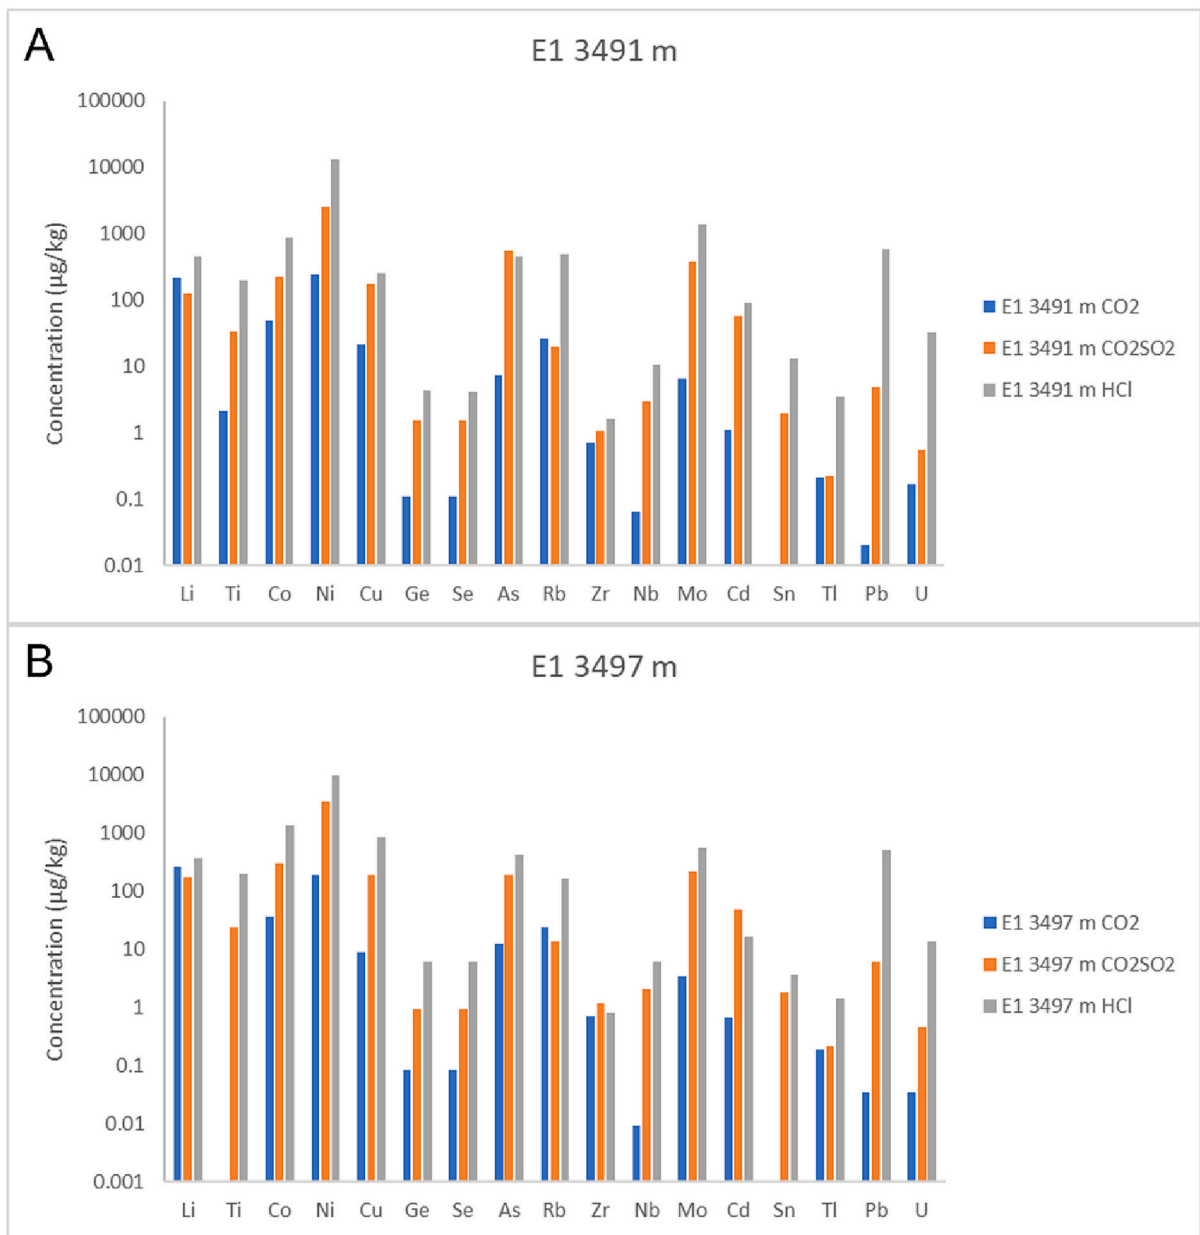 A
E1 3491 m
100000
10000
1000
100
10
1
0.1
0.01
Concentration (µg/kg)
Li Ti Co Ni Cu Ge Se As Rb Zr Nb Mo Cd Sn Tl Pb U
E1 3491 m CO2
E1 3491 m CO2SO2
E1 3491 m HCl
B
E1 3497 m
100000
10000
1000
100
10
1
0.1
0.01
0.001
Concentration (µg/kg)
Li Ti Co Ni Cu Ge Se As Rb Zr Nb Mo Cd Sn Tl Pb U
E1 3497 m CO2
E1 3497 m CO2SO2
E1 3497 m HCl